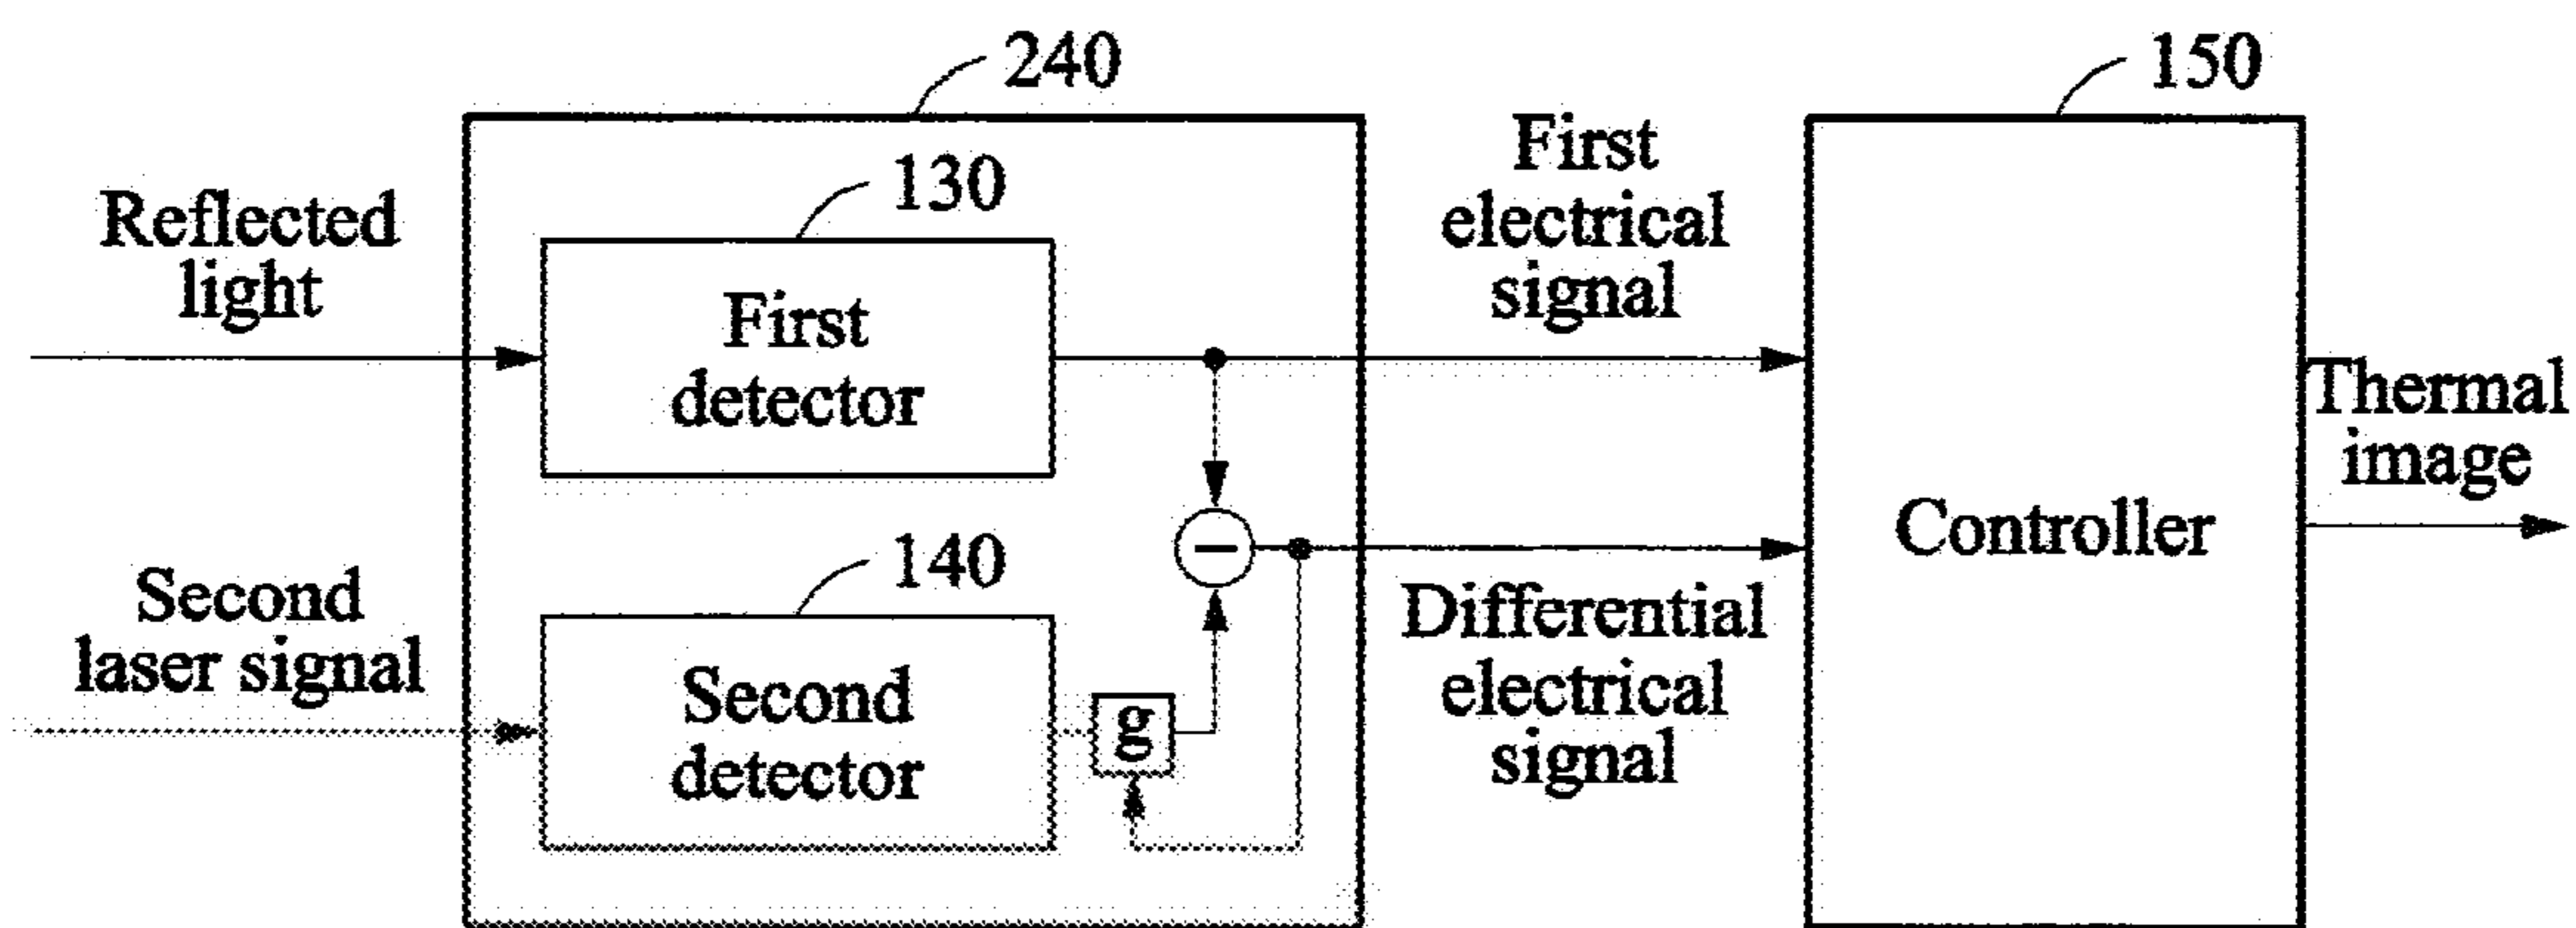 240
150
130
First
electrical
signal
Reflected
light
First
detector
Thermal
image
Controller
140
–
Second
laser signal
Second
detector
g
Differential
electrical
signal